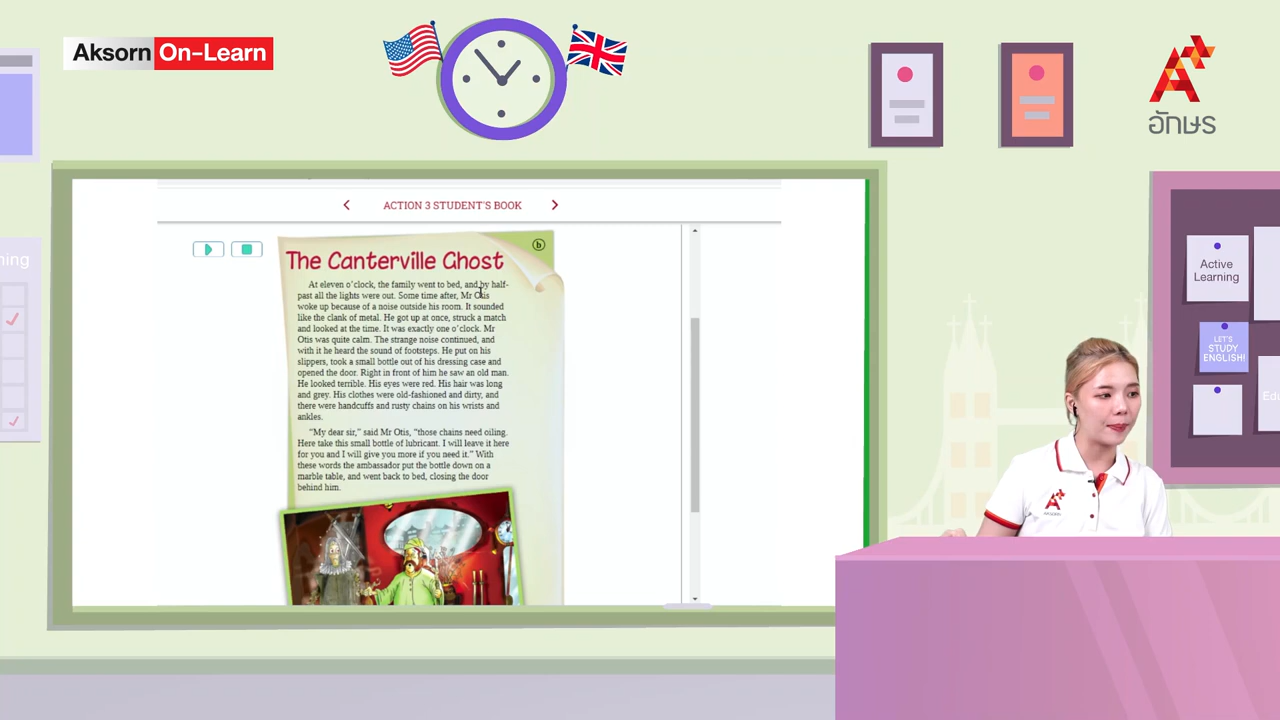 Aksorn On-Learn
อักษร
ning
ACTION 3 STUDENT'S BOOK
b
The Canterville Ghost
At eleven o'clock, the family went to bed, and by half-
past all the lights were out. Some time after, Mr Otis
woke up because of a noise outside his room. It sounded
like the clank of metal. He got up at once, struck a match
and looked at the time. It was exactly one o'clock. Mr
Otis was quite calm. The strange noise continued, and
with it he heard the sound of footsteps. He put on his
slippers, took a small bottle out of his dressing case and
opened the door. Right in front of him he saw an old man.
He looked terrible. His eyes were red. His hair was long
and grey. His clothes were old-fashioned and dirty, and
there were handcuffs and rusty chains on his wrists and
ankles.
"My dear sir," said Mr Otis, "those chains need oiling.
Here take this small bottle of lubricant. I will leave it here
for you and I will give you more if you need it." With
these words the ambassador put the bottle down on a
marble table, and went back to bed, closing the door
behind him.
Active
Learning
LET'S
STUDY
ENGLISH!
Edu